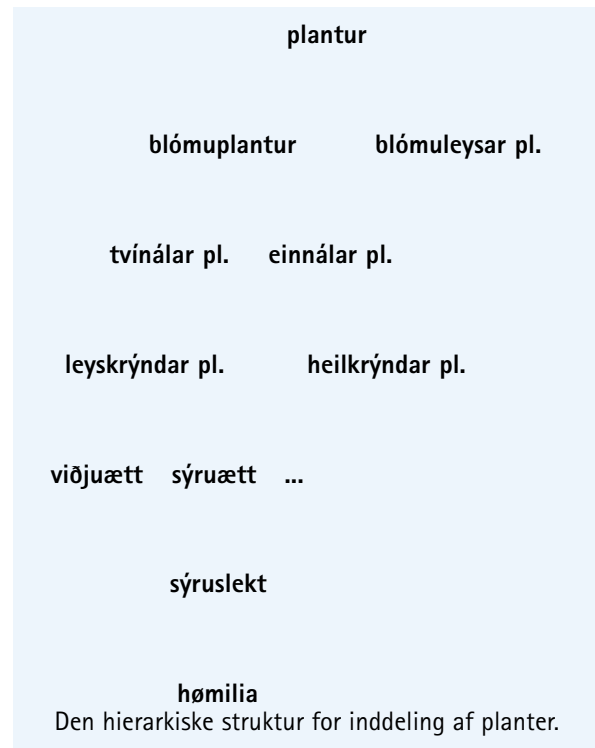 plantur
blómuplantur blómuleysar pl.
tvínálar pl. einnálar pl.
leyskrýndar pl. heilkrýndar pl.
viðjuætt sýruætt ...
sýruslekt
hømilia
Den hierarkiske struktur for inddeling af planter.